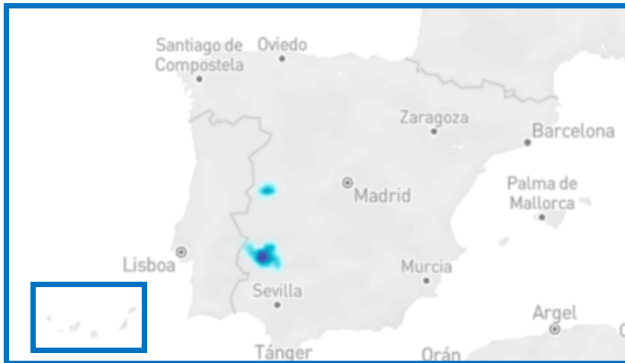 Santiago de
Compostela
Oviedo
Zaragoza
Barcelona
Madrid
Palma de
Mallorca
Lisboa
Murcia
Sevilla
Argel
Tánger
Orán